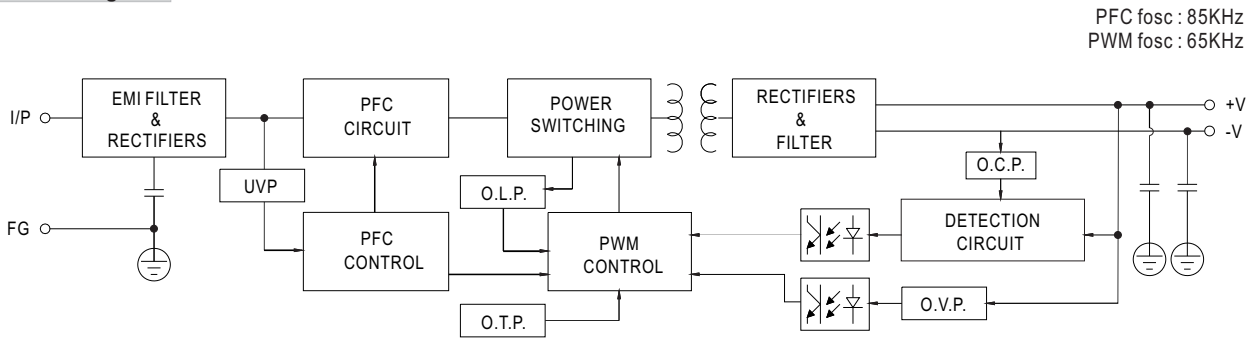 PFC fosc : 85KHz
PWM fosc : 65KHz
I/P
EMI FILTER
&
RECTIFIERS
PFC
CIRCUIT
POWER
SWITCHING
RECTIFIERS
&
FILTER
+V
-V
UVP
O.L.P.
O.C.P.
FG
PFC
CONTROL
PWM
CONTROL
DETECTION
CIRCUIT
O.T.P.
O.V.P.